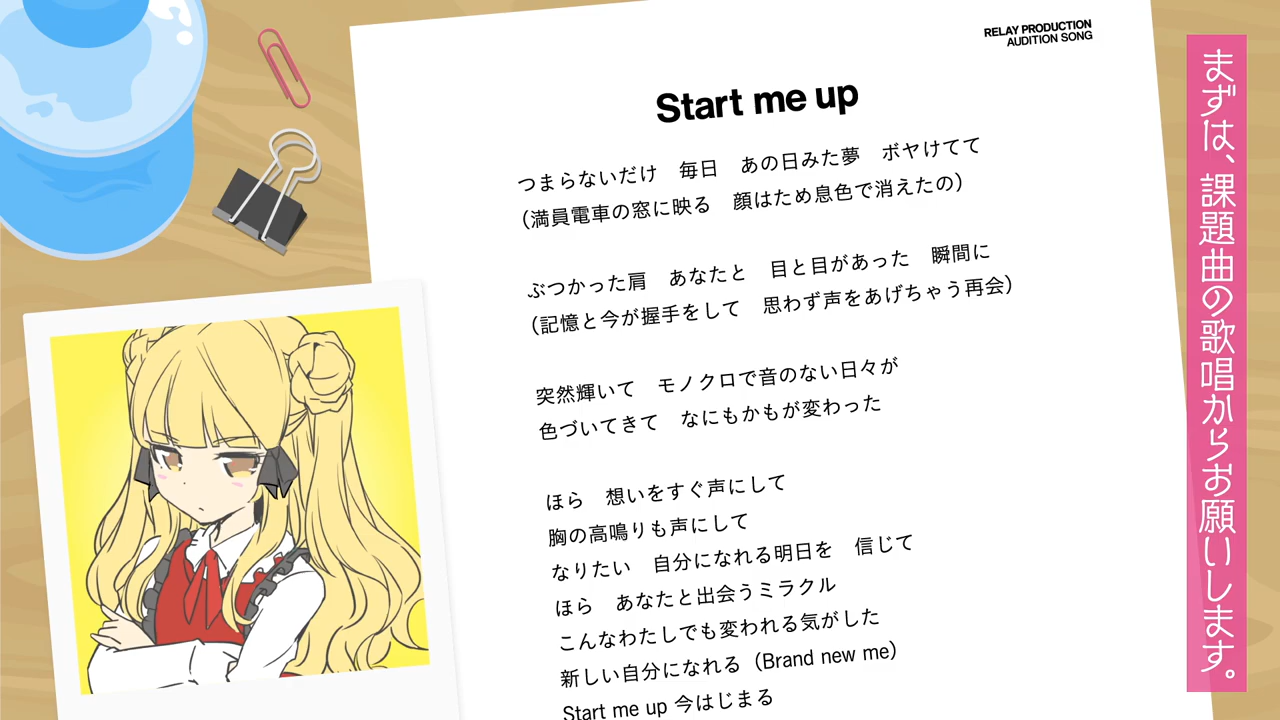 RELAY PRODUCTION
AUDITION SONG
Start me up
つまらないだけ　毎日　あの日みた夢　ボヤけてて
（満員電車の窓に映る　顔はため息色で消えたの）
ぶつかった肩　あなたと　目と目があった　瞬間に
（記憶と今が握手をして　思わず声をあげちゃう再会）
突然輝いて　モノクロで音のない日々が
色づいてきて　なにもかもが変わった
ほら　想いをすぐ声にして
胸の高鳴りも声にして
なりたい　自分になれる明日を　信じて
ほら　あなたと出会うミラクル
こんなわたしでも変われる気がした
新しい自分になれる（Brand new me）
Start me up 今はじまる
まずは、課題曲の歌唱からお願いします。